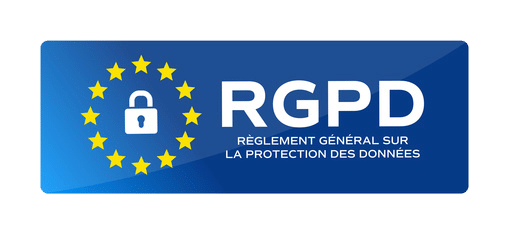 RGPD
RÈGLEMENT GÉNÉRAL SUR
LA PROTECTION DES DONNÉES